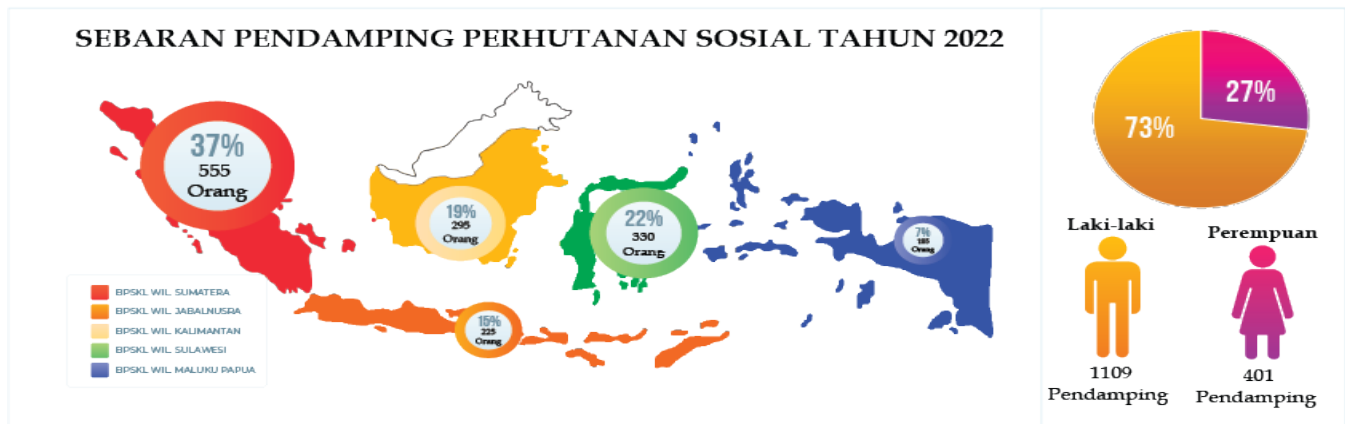 SEBARAN PENDAMPING PERHUTANAN SOSIAL TAHUN 2022
37%
555
Orang
19%
295
Orang
22%
330
Orang
7%
Orang
15%
225
Orang
BPSKL WIL. SUMATERA
BPSKL WIL. JABALNUSRA
BPSKL WIL. KALIMANTAN
BPSKL WIL. SULAWESI
BPSKL WIL. MALUKU PAPUA
27%
73%
Laki-laki
Perempuan
1109
Pendamping
401
Pendamping